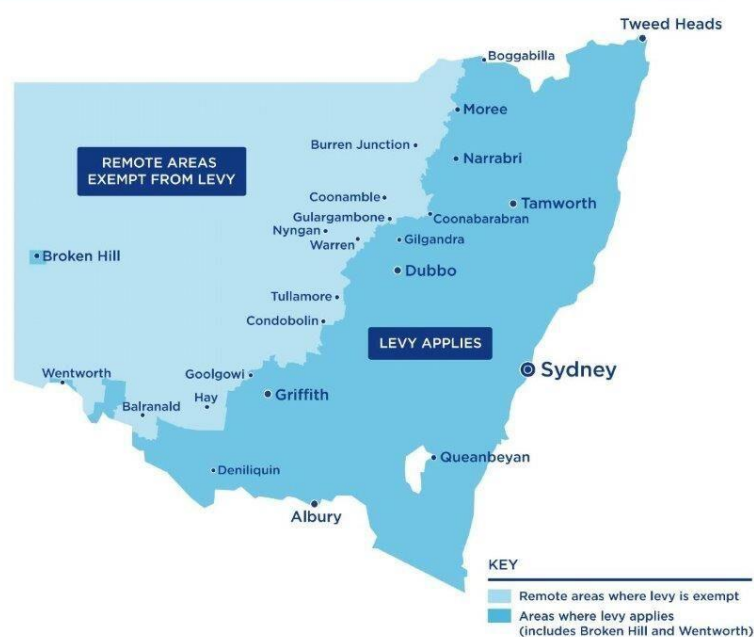 Tweed Heads
Boggabilla
Moree
Burren Junction
REMOTE AREAS
EXEMPT FROM LEVY
Narrabri
Coonamble
Tamworth
Gulargambone
Coonabarabran
Nyngan
Warren
Gilgandra
Broken Hill
Dubbo
Tullamore
Condobolin
LEVY APPLIES
Sydney
Wentworth
Goolgowi
Griffith
Hay
Balranald
Queanbeyan
Deniliquin
Albury
KEY
Remote areas where levy is exempt
Areas where levy applies
(includes Broken Hill and Wentworth)